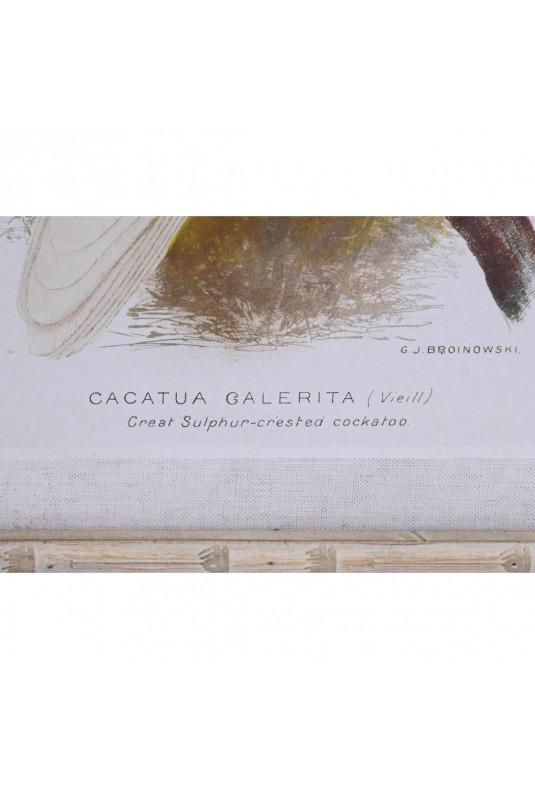 G.J.BROINOWSKI.
CACATUA GALERITA (Vieill)
Great Sulphur-crested cockatoo.